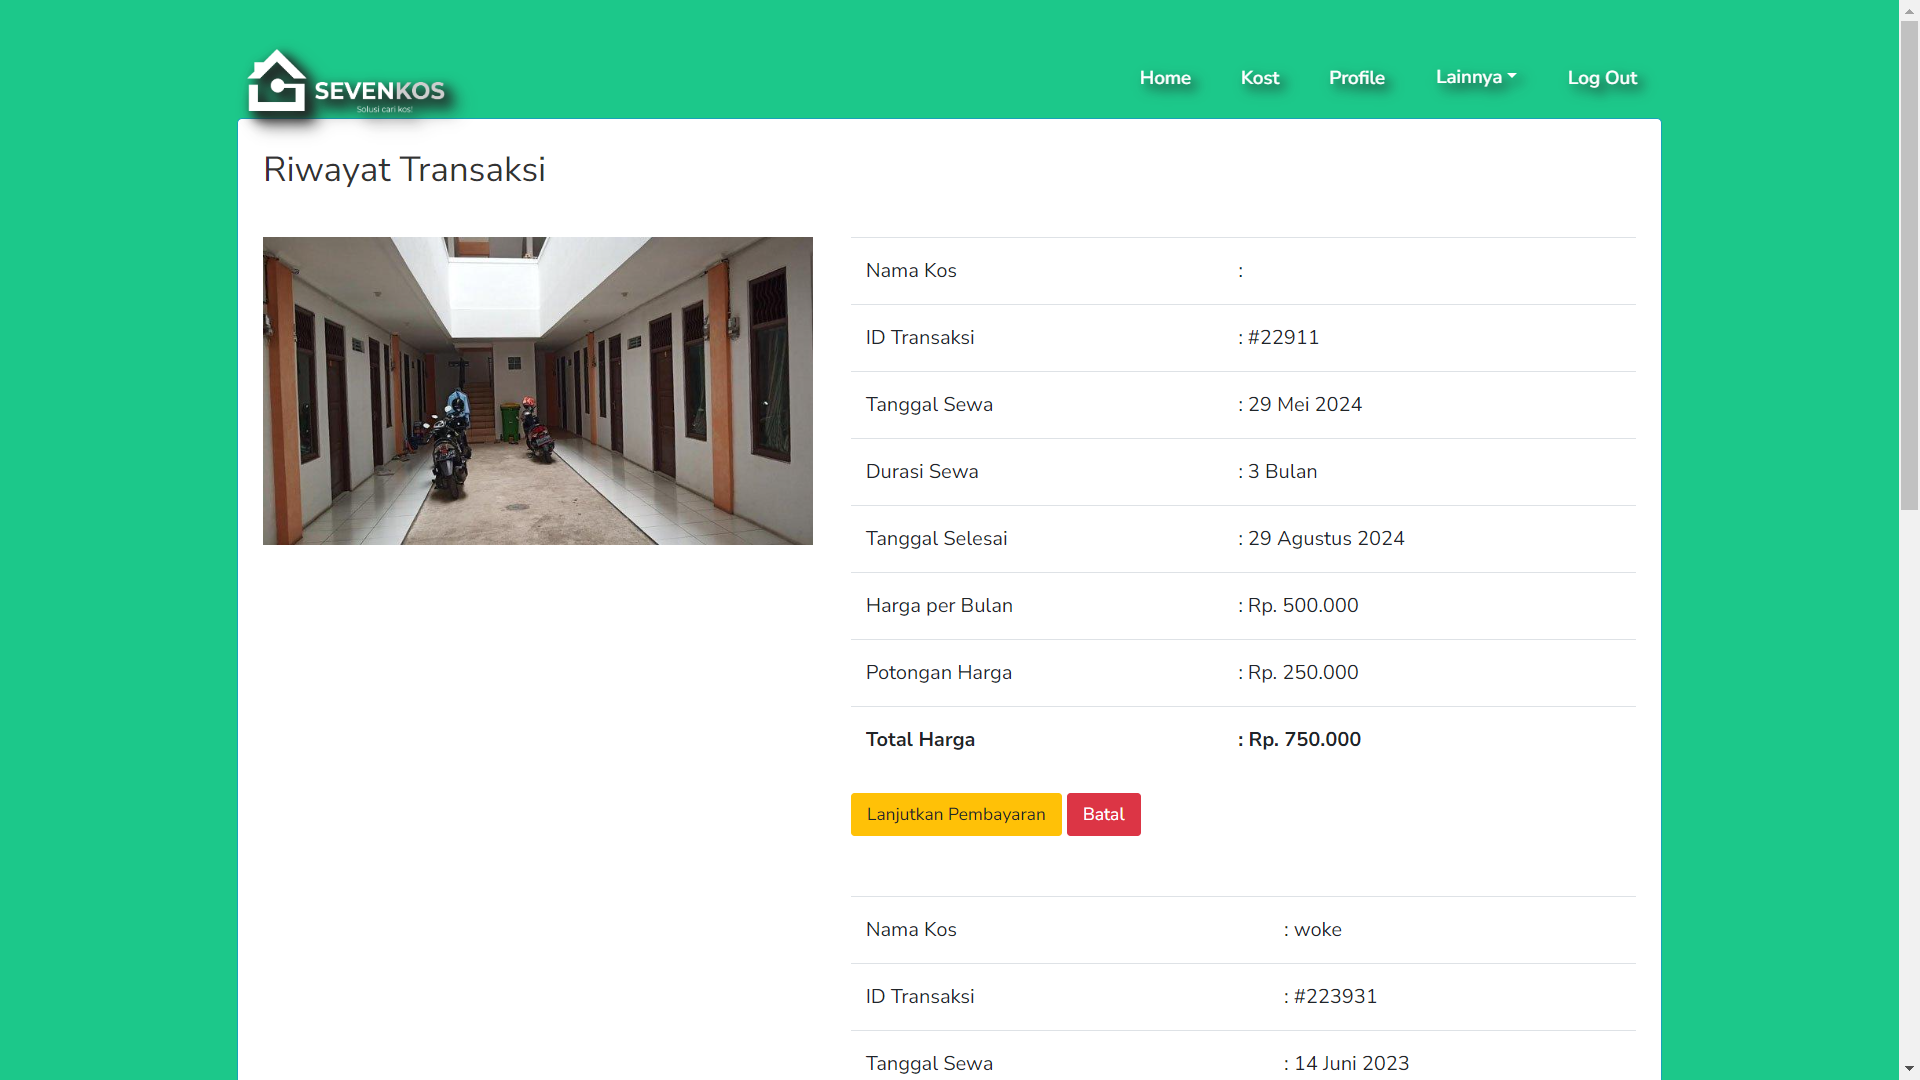 SEVENKOS
Solusi cari kos!
Home
Kost
Profile
Lainnya
Log Out
Riwayat Transaksi
Nama Kos :
ID Transaksi : #22911
Tanggal Sewa : 29 Mei 2024
Durasi Sewa : 3 Bulan
Tanggal Selesai : 29 Agustus 2024
Harga per Bulan : Rp. 500.000
Potongan Harga : Rp. 250.000
Total Harga : Rp. 750.000
Lanjutkan Pembayaran
Batal
Nama Kos : woke
ID Transaksi : #223931
Tanggal Sewa : 14 Juni 2023